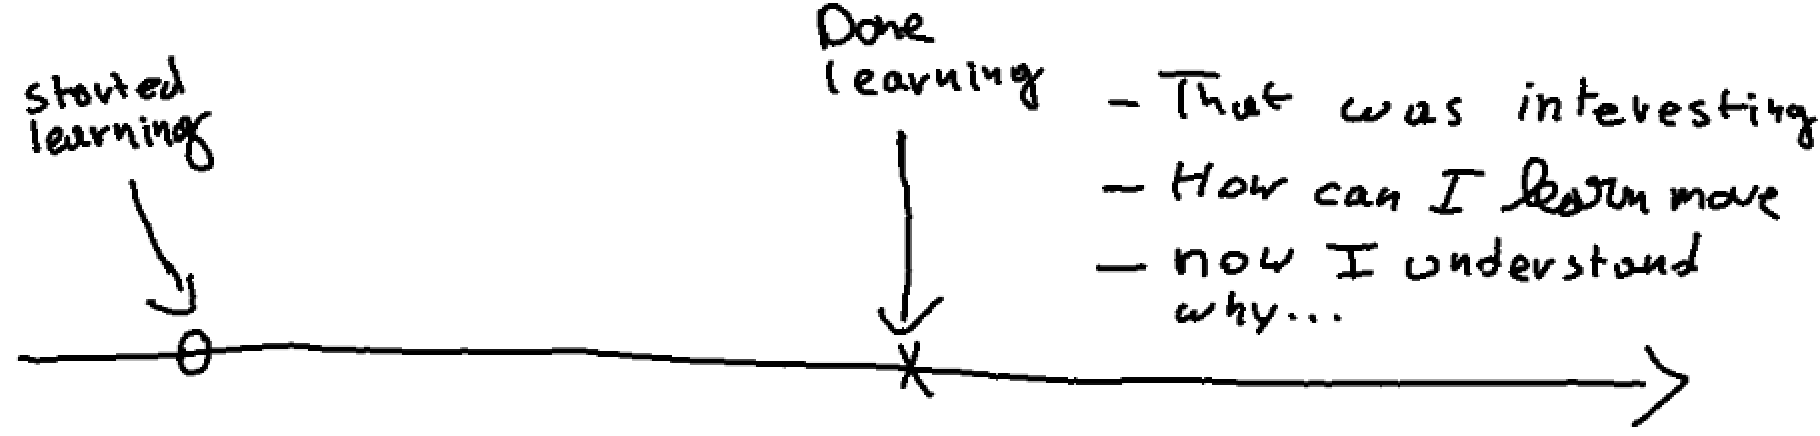 started
learning
Done
learning
- That was interesting
- How can I learn more
- now I understand
why...